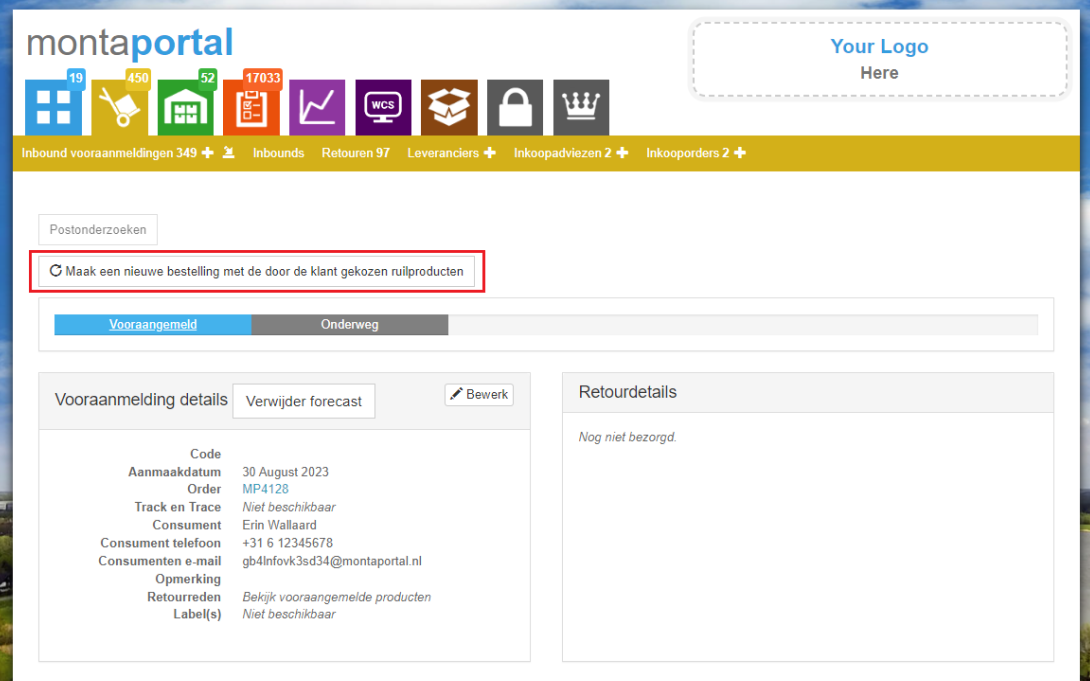 montaportal
Your Logo
Here
19
450
52
17033
WCS
Inbound vooraanmeldingen 349 Inbounds Retouren 97 Leveranciers Inkoopadviezen 2 Inkooporders 2
Postonderzoeken
Maak een nieuwe bestelling met de door de klant gekozen ruilproducten
Vooraangemeld Onderweg
Vooraanmelding details Verwijder forecast Bewerk
Code
Aanmaakdatum 30 August 2023
Order MP4128
Track en Trace Niet beschikbaar
Consument Erin Wallaard
Consument telefoon +31 6 12345678
Consumenten e-mail gb4lnfovk3sd34@montaportal.nl
Opmerking
Retourreden Bekijk vooraangemelde producten
Label(s) Niet beschikbaar
Retourdetails
Nog niet bezorgd.